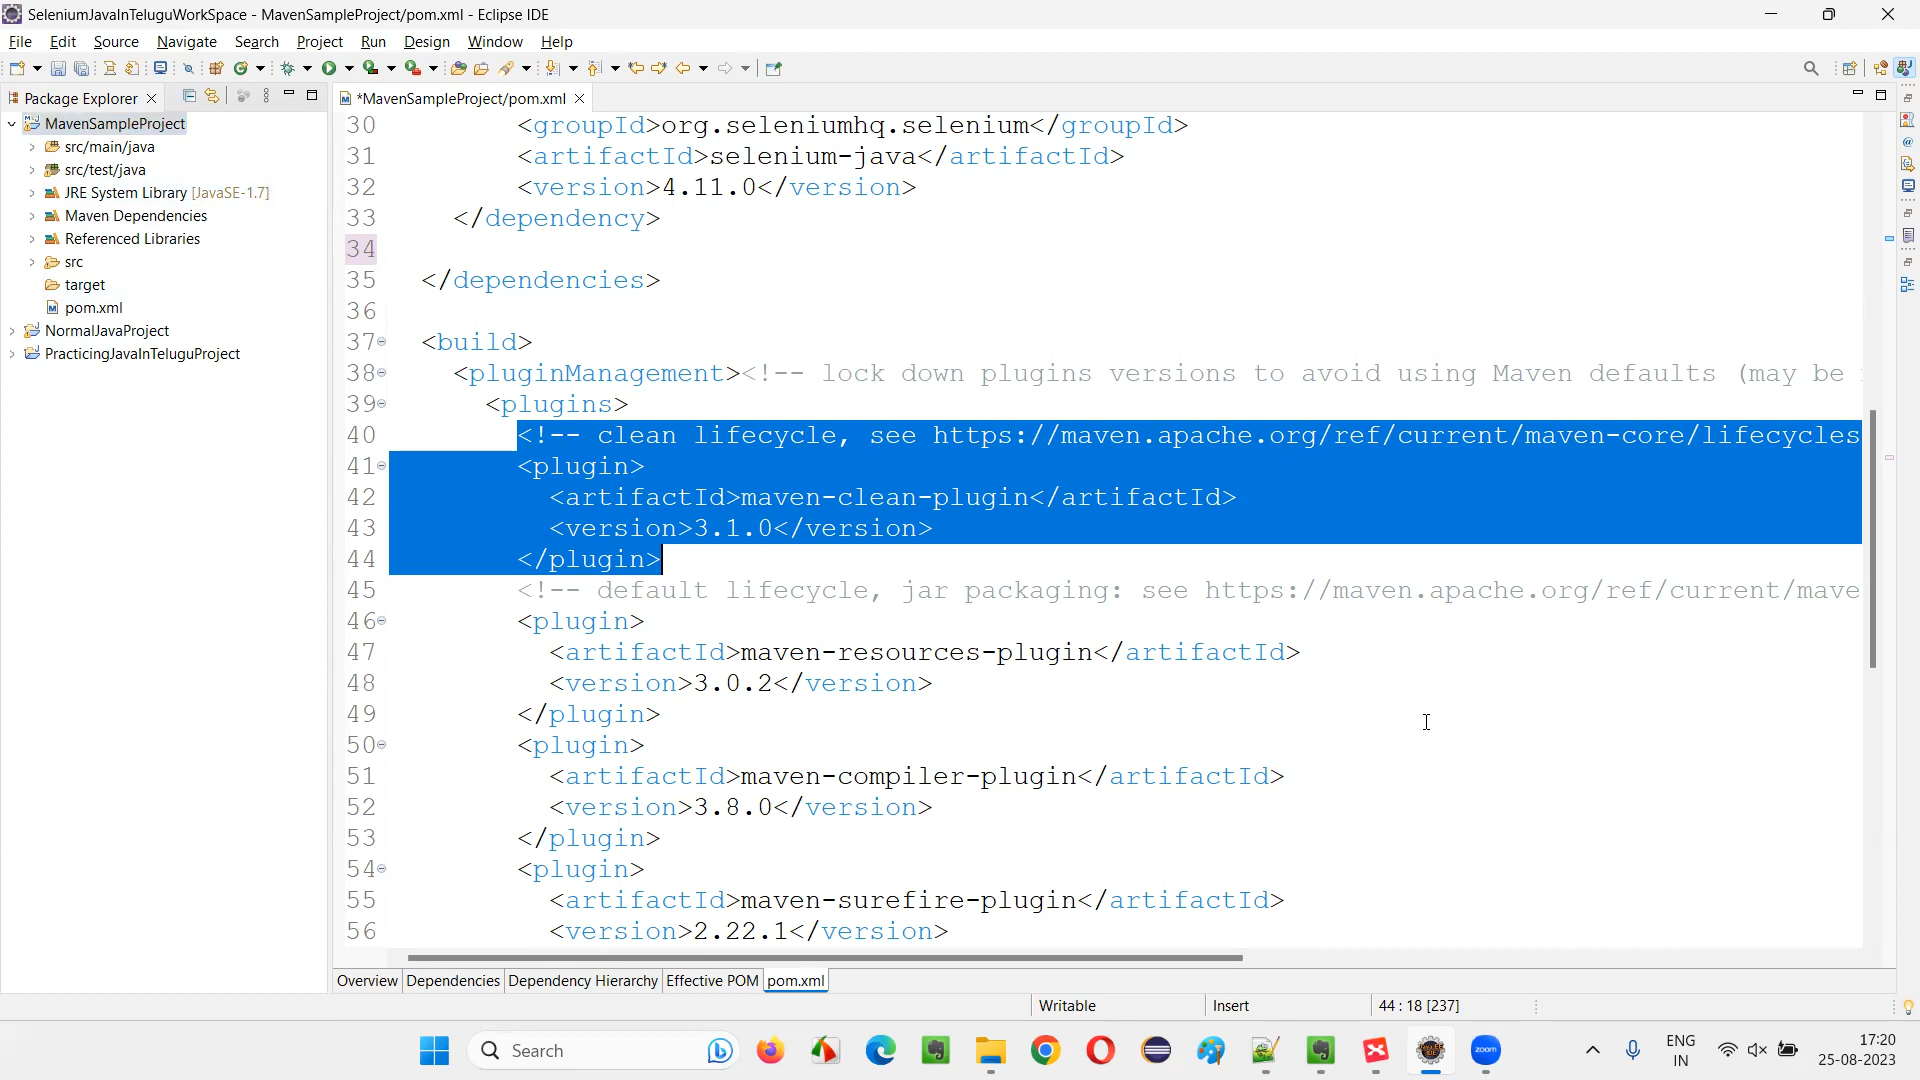 SeleniumJavaInTeluguWorkSpace - MavenSampleProject/pom.xml - Eclipse IDE
File Edit Source Navigate Search Project Run Design Window Help
Package Explorer
*MavenSampleProject/pom.xml
MavenSampleProject
src/main/java
src/test/java
JRE System Library [JavaSE-1.7]
Maven Dependencies
Referenced Libraries
src
target
pom.xml
NormalJavaProject
PracticingJavaInTeluguProject
30 <groupId>org.seleniumhq.selenium</groupId>
31 <artifactId>selenium-java</artifactId>
32 <version>4.11.0</version>
33 </dependency>
34
35 </dependencies>
36
37 <build>
38 <pluginManagement><!-- lock down plugins versions to avoid using Maven defaults (may be
39 <plugins>
40 <!-- clean lifecycle, see https://maven.apache.org/ref/current/maven-core/lifecycles
41 <plugin>
42 <artifactId>maven-clean-plugin</artifactId>
43 <version>3.1.0</version>
44 </plugin>
45 <!-- default lifecycle, jar packaging: see https://maven.apache.org/ref/current/mave
46 <plugin>
47 <artifactId>maven-resources-plugin</artifactId>
48 <version>3.0.2</version>
49 </plugin>
50 <plugin>
51 <artifactId>maven-compiler-plugin</artifactId>
52 <version>3.8.0</version>
53 </plugin>
54 <plugin>
55 <artifactId>maven-surefire-plugin</artifactId>
56 <version>2.22.1</version>
Overview Dependencies Dependency Hierarchy Effective POM pom.xml
Writable Insert 44 : 18 [237]
Search
zoom
ENG
IN
17:20
25-08-2023